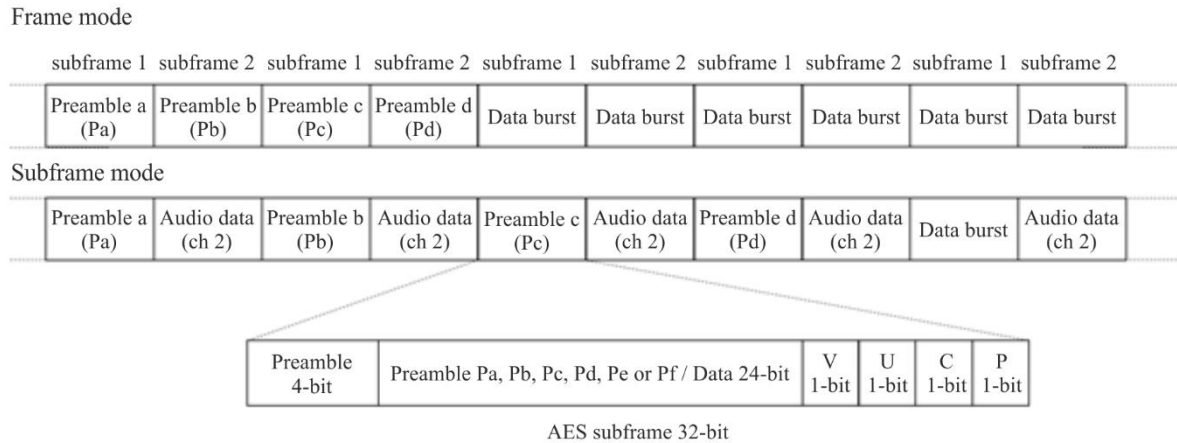 Frame mode
subframe 1 subframe 2 subframe 1 subframe 2 subframe 1 subframe 2 subframe 1 subframe 2 subframe 1 subframe 2
Preamble a Preamble b Preamble c Preamble d
(Pa) (Pb) (Pc) (Pd) Data burst Data burst Data burst Data burst Data burst Data burst
Subframe mode
Preamble a Audio data Preamble b Audio data Preamble c Audio data Preamble d Audio data Data burst Audio data
(Pa) (ch 2) (Pb) (ch 2) (Pc) (ch 2) (Pd) (ch 2) (ch 2)
Preamble V U C P
4-bit Preamble Pa, Pb, Pc, Pd, Pe or Pf / Data 24-bit 1-bit 1-bit 1-bit 1-bit
AES subframe 32-bit